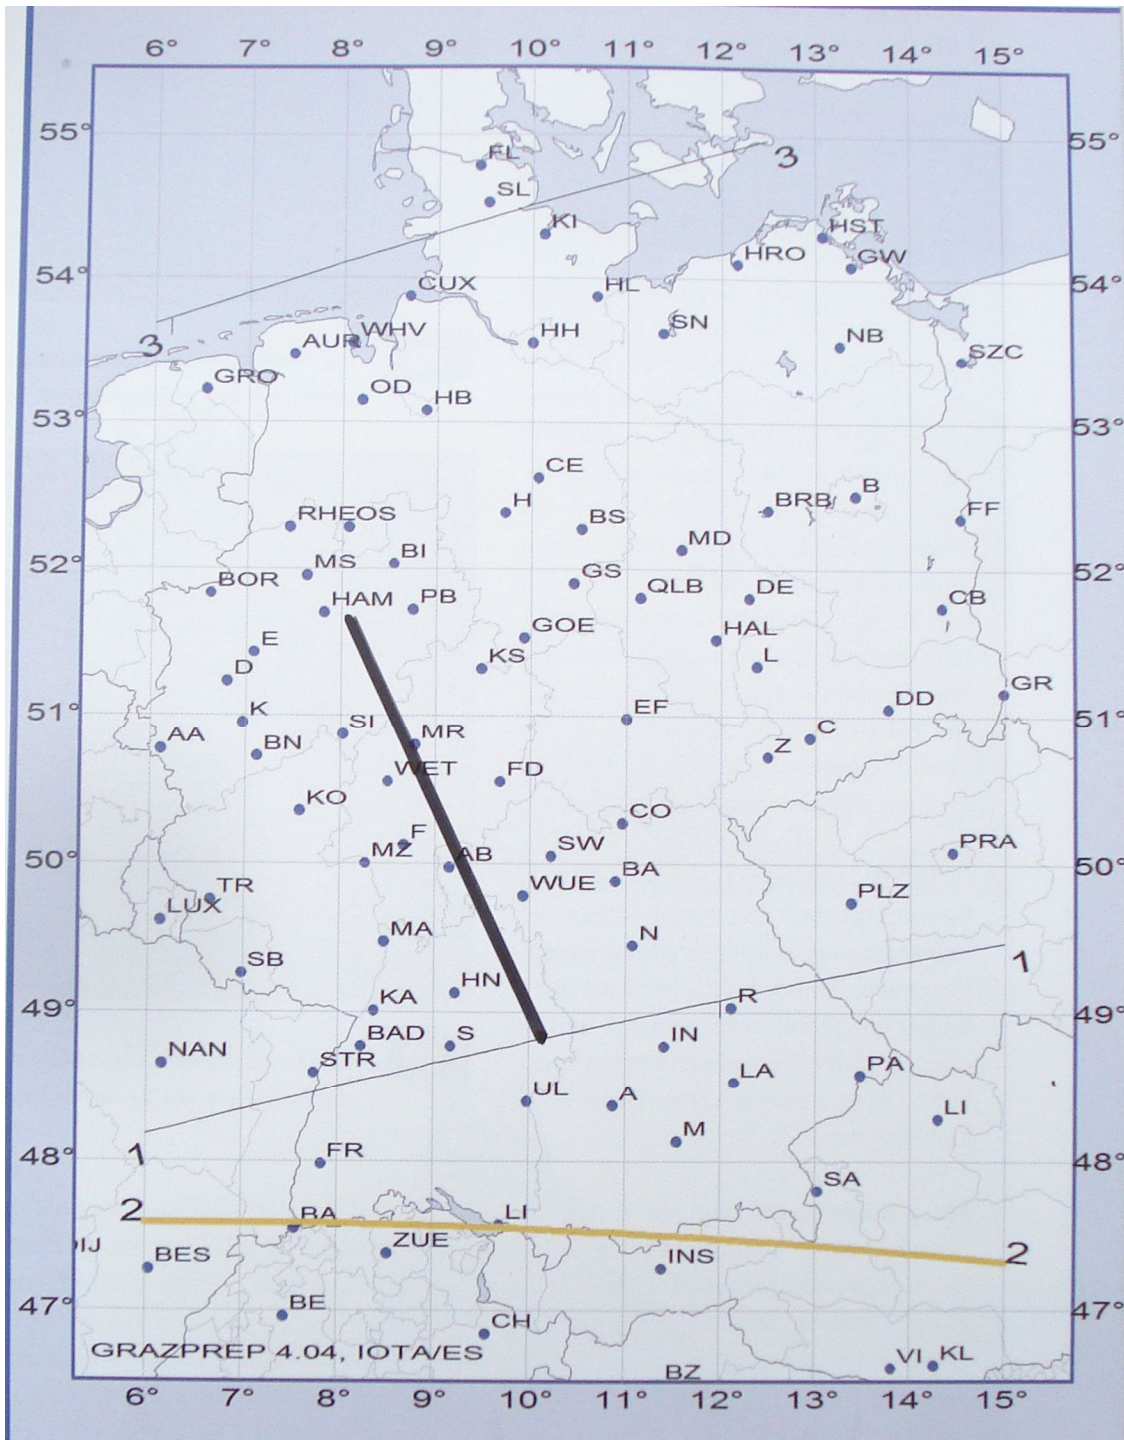 6° 7° 8° 9° 10° 11° 12° 13° 14° 15°
55° 55°
3
FL
SL
KI
HST
HRO GW
54° CUX HL 54°
SN
WHV HH NB
3 AUR SZC
GRO
OD HB
53° 53°
CE
H BRB B
RHEOS BS FF
MD
BI
52° MS 52°
BOR GS QLB DE
HAM PB CB
GOE HAL
E KS L
D
GR
K EF DD
51° SI 51°
AA BN MR Z C
WET FD
KO CO
F
MZ AB SW PRA
50° 50°
WUE BA
TR PLZ
LUX
MA N
SB HN 1
KA R
49° 49°
BAD S IN
NAN STR LA PA
UL A LI
M
1 FR
48° 48°
SA
2 BA LI
IJ ZUE 2
BES INS
47° BE 47°
CH
GRAZPREP 4.04, IOTA/ES VI KL
BZ
6° 7° 8° 9° 10° 11° 12° 13° 14° 15°